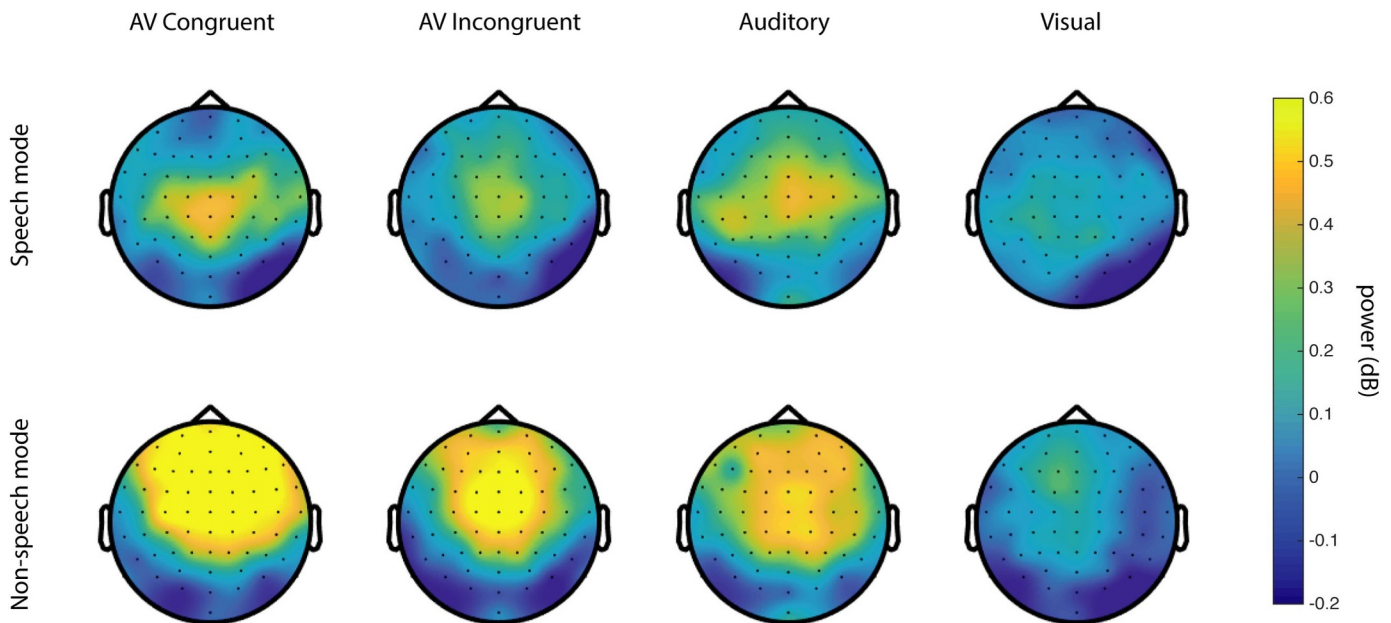 AV Congruent AV Incongruent Auditory Visual
Speech mode
Non-speech mode
0.6
0.5
0.4
0.3
0.2
0.1
0
-0.1
-0.2
power (dB)